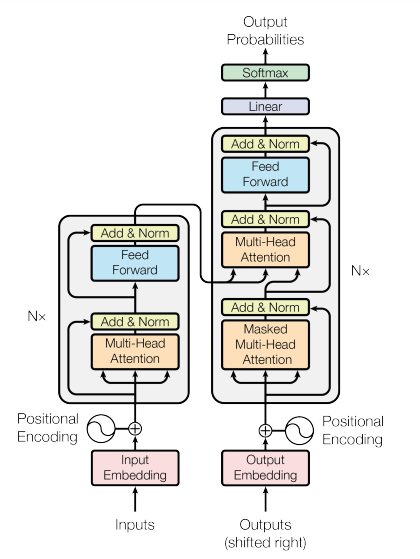 Output
Probabilities
Softmax
Linear
Add & Norm
Feed
Forward
Add & Norm
Multi-Head
Attention
Add & Norm
Masked
Multi-Head
Attention
Nx
Add & Norm
Feed
Forward
Add & Norm
Multi-Head
Attention
Nx
Positional
Encoding
Positional
Encoding
Input
Embedding
Output
Embedding
Inputs
Outputs
(shifted right)